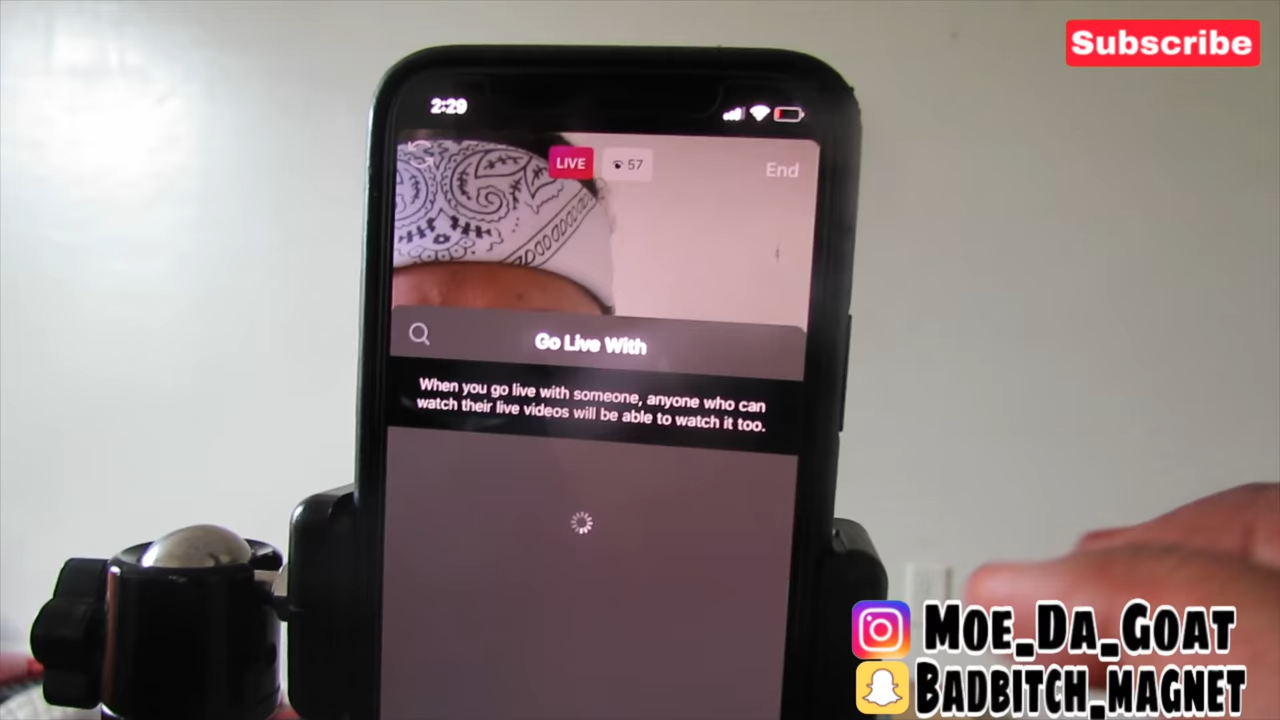 Subscribe
2:29
LIVE 57 End
Go Live With
When you go live with someone, anyone who can
watch their live videos will be able to watch it too.
Moe_Da_Goat
Badbitch_magnet